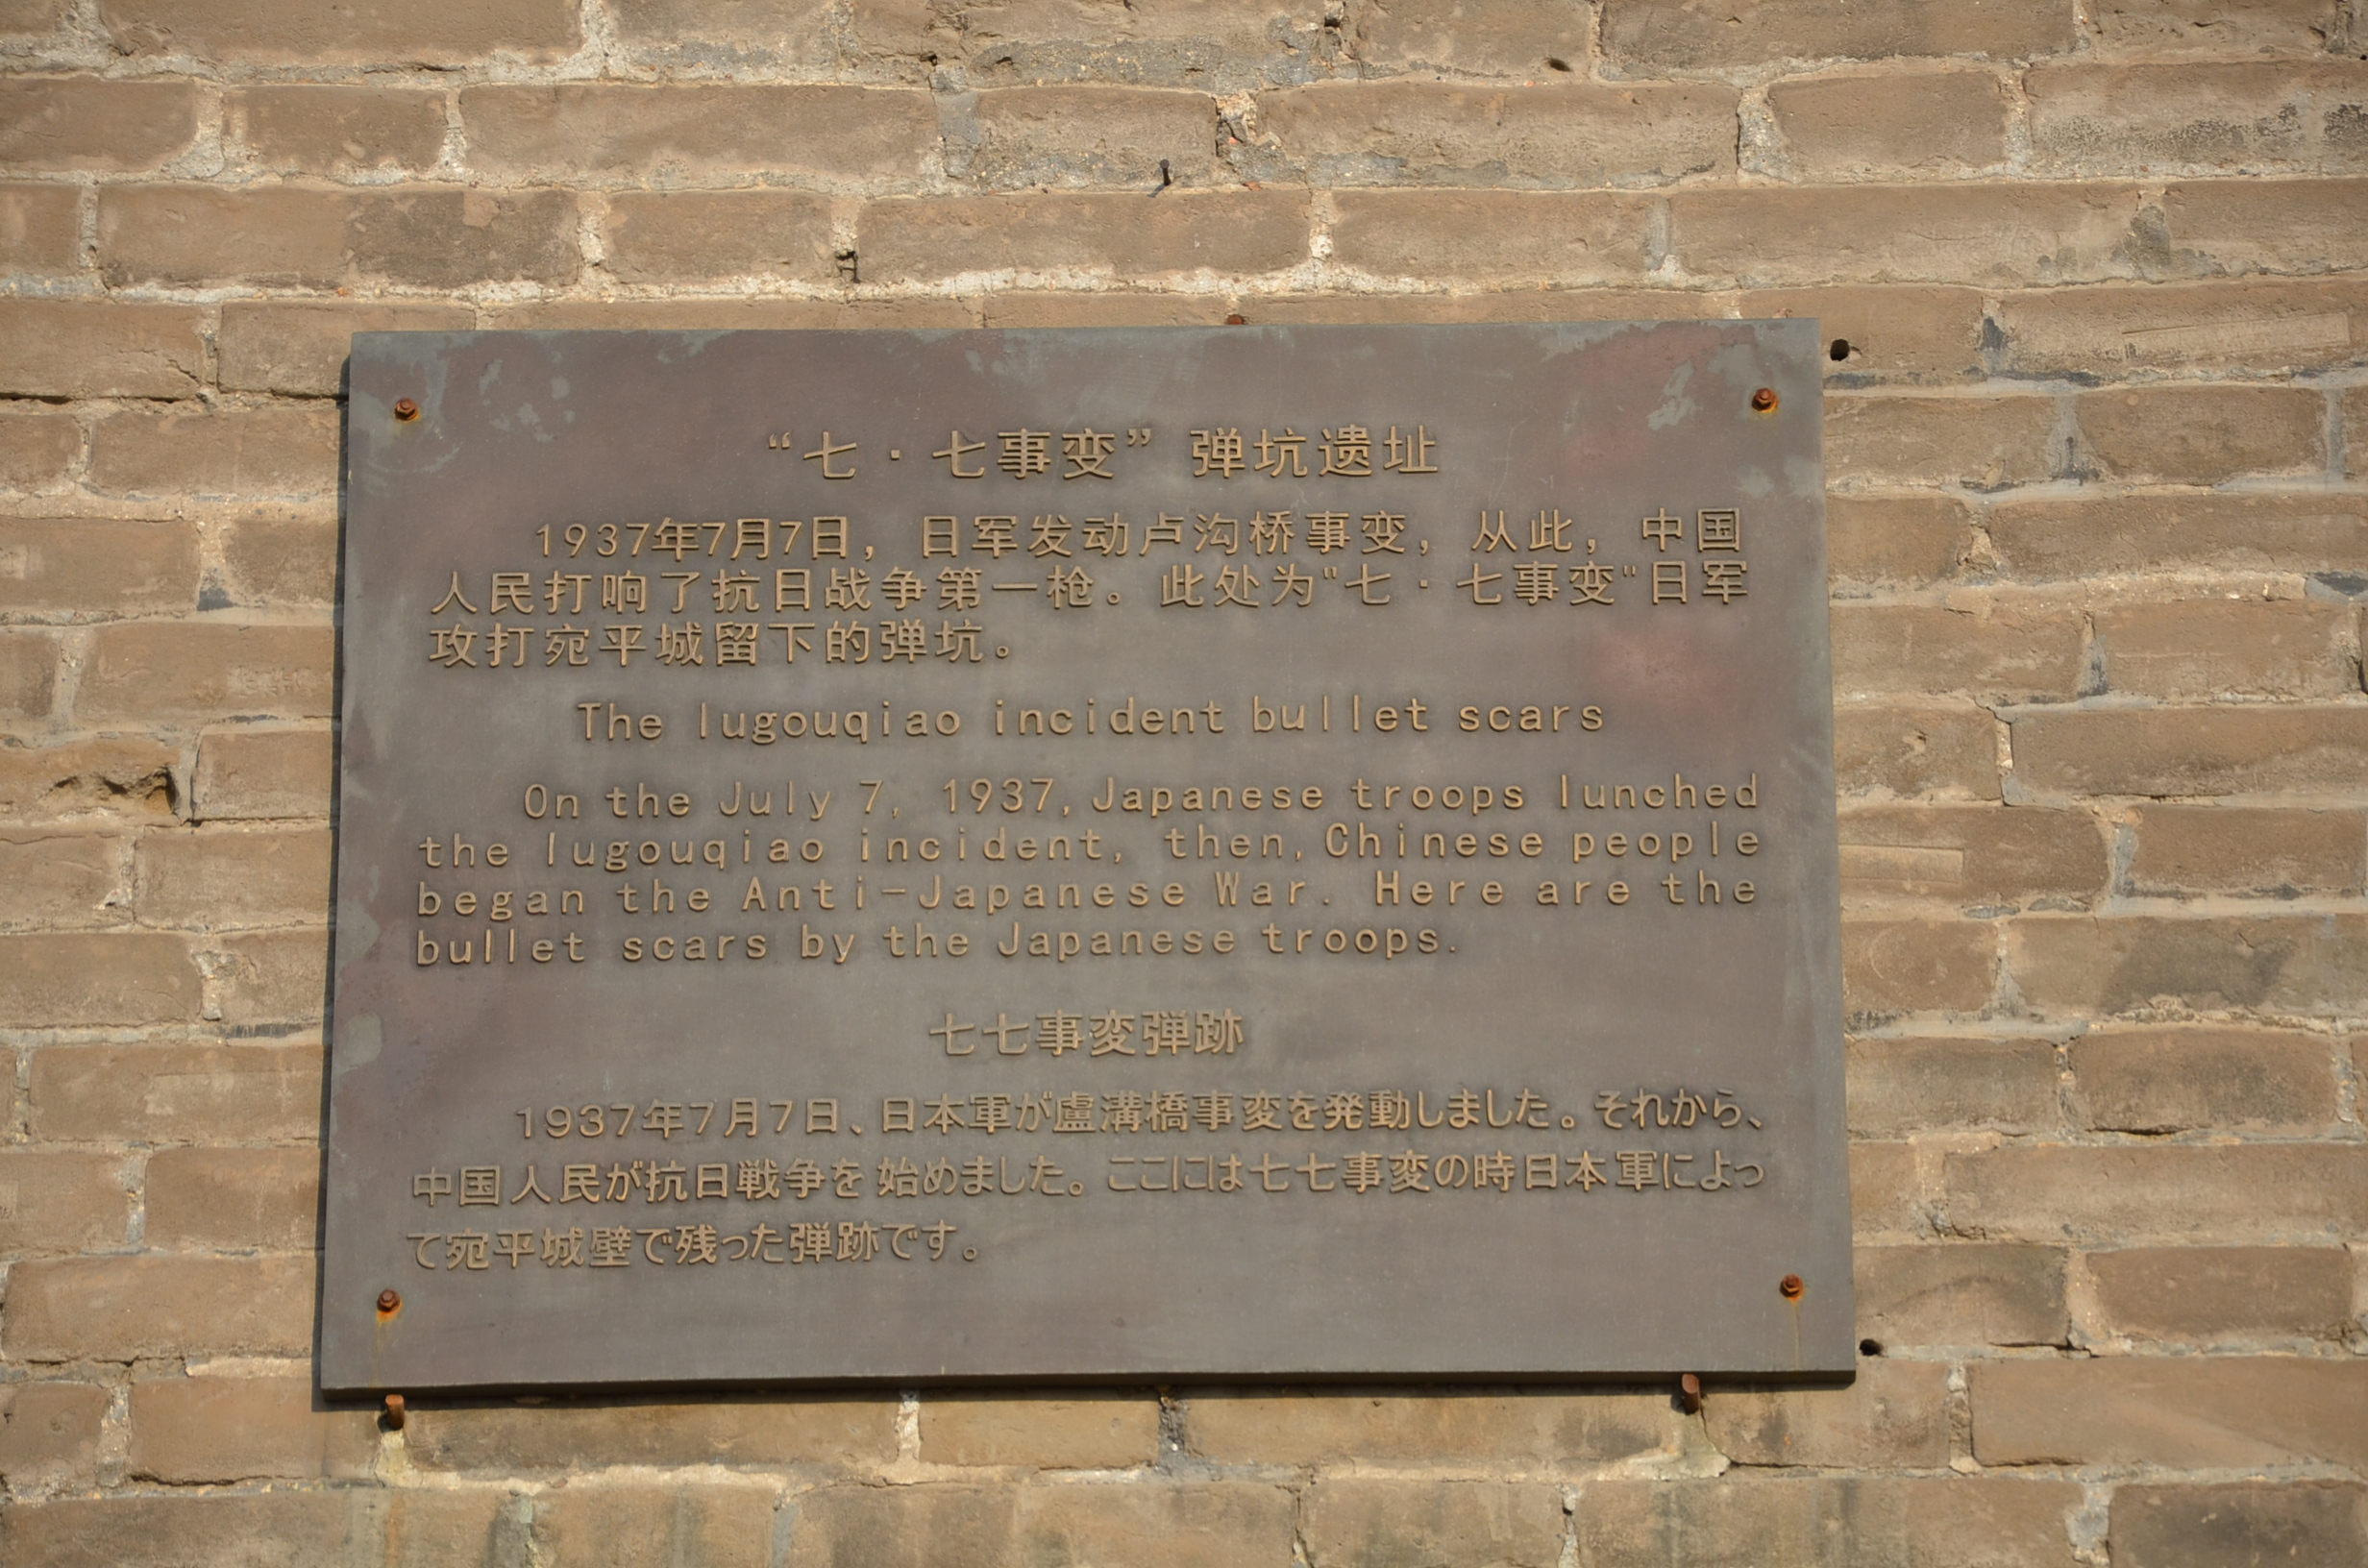 “七·七事变” 弹坑遗址
1937年7月7日，日军发动卢沟桥事变，从此，中国
人民打响了抗日战争第一枪。此处为"七·七事变"日军
攻打宛平城留下的弹坑。
The lugouqiao incident bullet scars
On the July 7, 1937, Japanese troops lunched
the lugouqiao incident, then, Chinese people
began the Anti-Japanese War. Here are the
bullet scars by the Japanese troops.
七七事変弾跡
1937年7月7日、日本軍が盧溝橋事変を発動しました。それから、
中国人民が抗日戦争を始めました。ここには七七事変の時日本軍によっ
て宛平城壁で残った弾跡です。